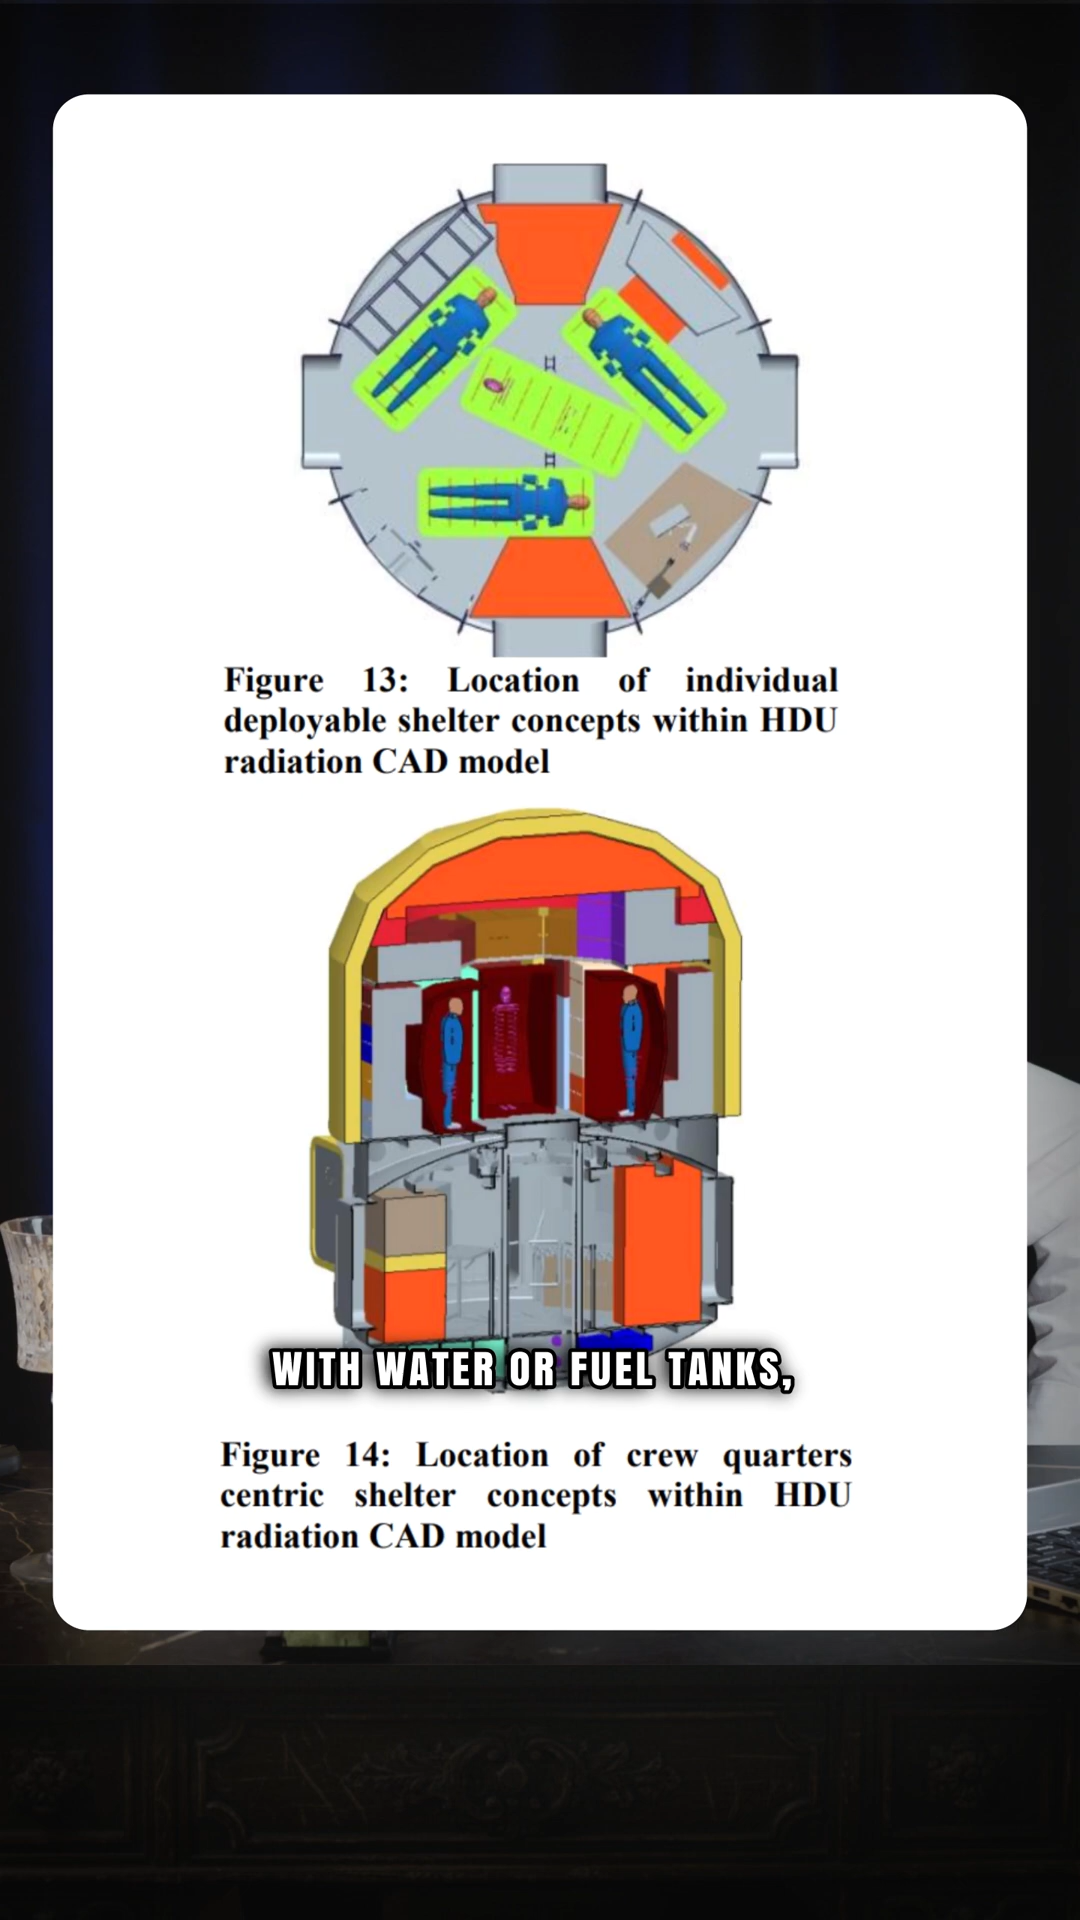 Figure 13: Location of individual
deployable shelter concepts within HDU
radiation CAD model
WITH WATER OR FUEL TANKS,
Figure 14: Location of crew quarters
centric shelter concepts within HDU
radiation CAD model